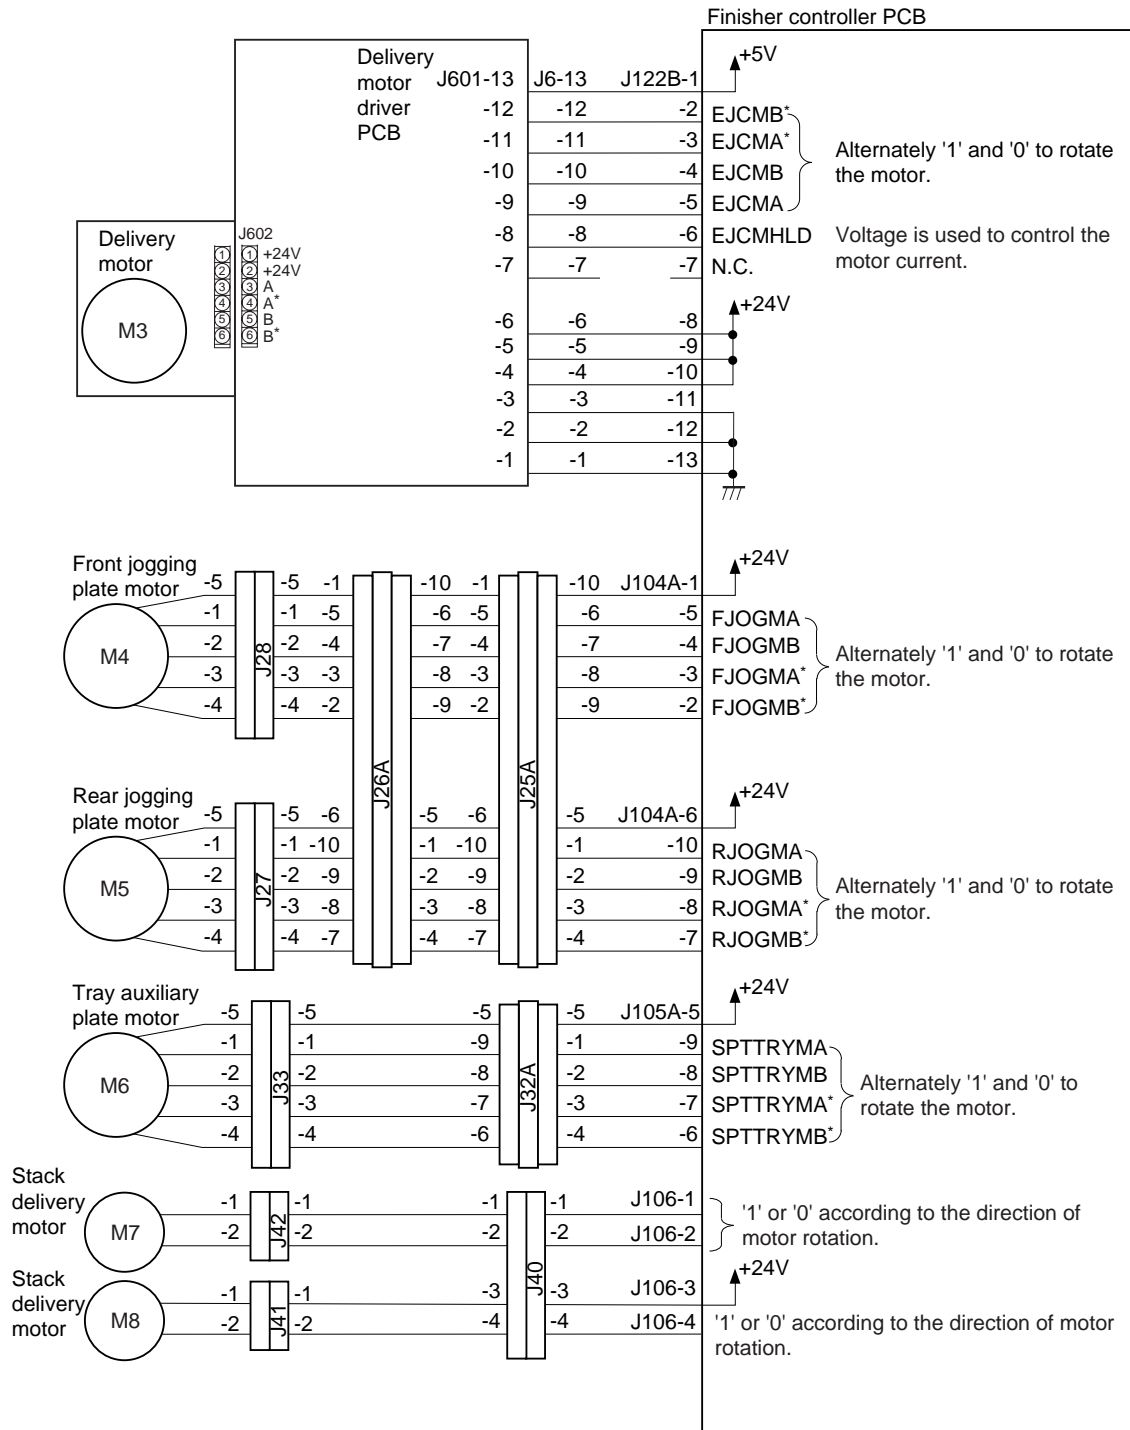 Finisher controller PCB
Delivery motor driver PCB
J601-13 J6-13 J122B-1 +5V
-12 -12 -2 EJCMB*
-11 -11 -3 EJCMA*
-10 -10 -4 EJCMB
-9 -9 -5 EJCMA
Alternately '1' and '0' to rotate
the motor.
-8 -8 -6 EJCMHLD Voltage is used to control the
motor current.
-7 -7 -7 N.C.
+24V
-6 -6 -8
-5 -5 -9
-4 -4 -10
-3 -3 -11
-2 -2 -12
-1 -1 -13
Delivery
motor
M3
J602
1 1 +24V
2 2 +24V
3 3 A
4 4 A*
5 5 B
6 6 B*
Front jogging
plate motor
M4
J28
J26A
J25A
+24V
-5 -5 -1 -10 -1 -10 J104A-1
-1 -1 -5 -6 -5 -6 -5 FJOGMA
-2 -2 -4 -7 -4 -7 -4 FJOGMB
-3 -3 -3 -8 -3 -8 -3 FJOGMA*
-4 -4 -2 -9 -2 -9 -2 FJOGMB*
Alternately '1' and '0' to rotate
the motor.
Rear jogging
plate motor
M5
J27
+24V
-5 -5 -6 -5 -6 -5 J104A-6
-1 -1 -10 -1 -10 -1 -10 RJOGMA
-2 -2 -9 -2 -9 -2 -9 RJOGMB
-3 -3 -8 -3 -8 -3 -8 RJOGMA*
-4 -4 -7 -4 -7 -4 -7 RJOGMB*
Alternately '1' and '0' to rotate
the motor.
Tray auxiliary
plate motor
M6
J33
J32A
+24V
-5 -5 -5 -5 J105A-5
-1 -1 -9 -1 -9 SPTTRYMA
-2 -2 -8 -2 -8 SPTTRYMB
-3 -3 -7 -3 -7 SPTTRYMA*
-4 -4 -6 -4 -6 SPTTRYMB*
Alternately '1' and '0' to
rotate the motor.
Stack
delivery
motor
M7
J42
J40
-1 -1 -1 -1 J106-1
-2 -2 -2 -2 J106-2
'1' or '0' according to the direction of
motor rotation.
Stack
delivery
motor
M8
J41
+24V
-1 -1 -3 -3 J106-3
-2 -2 -4 -4 J106-4
'1' or '0' according to the direction of motor
rotation.